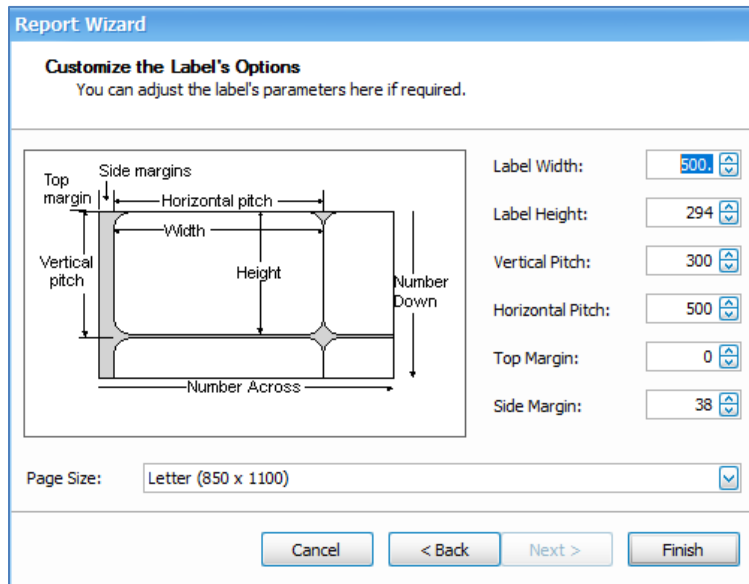 Report Wizard
Customize the Label's Options
You can adjust the label's parameters here if required.
Side margins
Top
margin
Horizontal pitch
Width
Vertical
pitch
Height
Number
Down
Number Across
Label Width: 500.
Label Height: 294
Vertical Pitch: 300
Horizontal Pitch: 500
Top Margin: 0
Side Margin: 38
Page Size: Letter (850 x 1100)
Cancel < Back Next > Finish